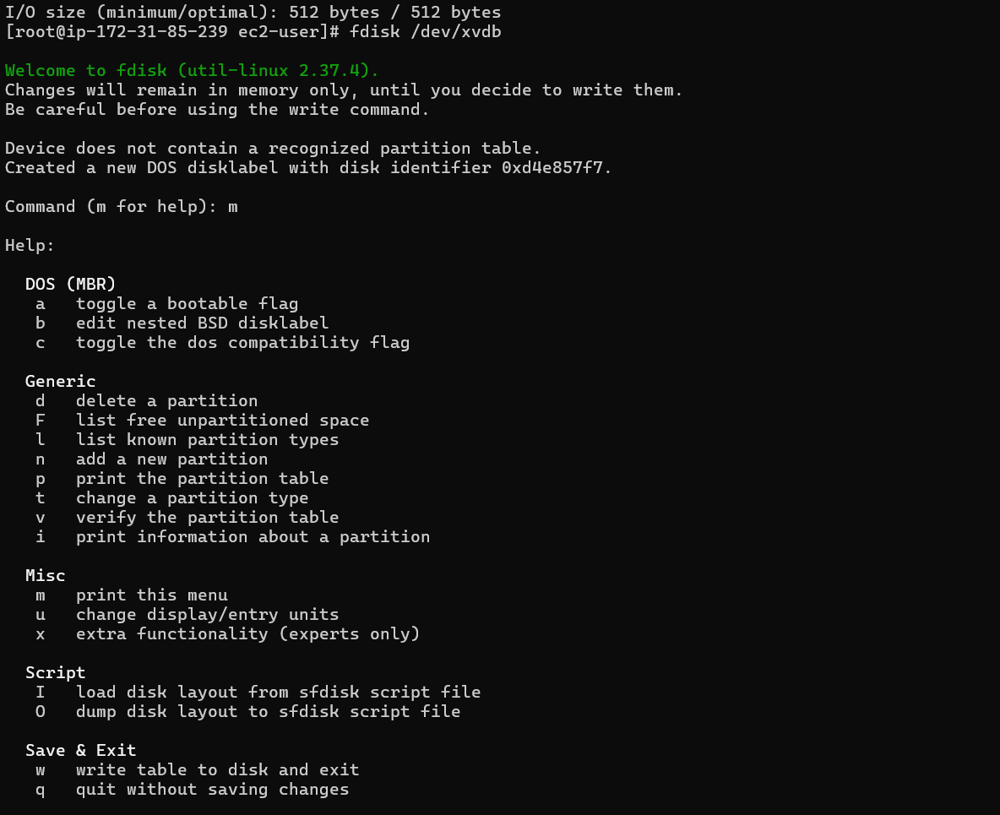 I/O size (minimum/optimal): 512 bytes / 512 bytes
[root@ip-172-31-85-239 ec2-user]# fdisk /dev/xvdb
Welcome to fdisk (util-linux 2.37.4).
Changes will remain in memory only, until you decide to write them.
Be careful before using the write command.
Device does not contain a recognized partition table.
Created a new DOS disklabel with disk identifier 0xd4e857f7.
Command (m for help): m
Help:
DOS (MBR)
a toggle a bootable flag
b edit nested BSD disklabel
c toggle the dos compatibility flag
Generic
d delete a partition
F list free unpartitioned space
l list known partition types
n add a new partition
p print the partition table
t change a partition type
v verify the partition table
i print information about a partition
Misc
m print this menu
u change display/entry units
x extra functionality (experts only)
Script
I load disk layout from sfdisk script file
O dump disk layout to sfdisk script file
Save & Exit
w write table to disk and exit
q quit without saving changes